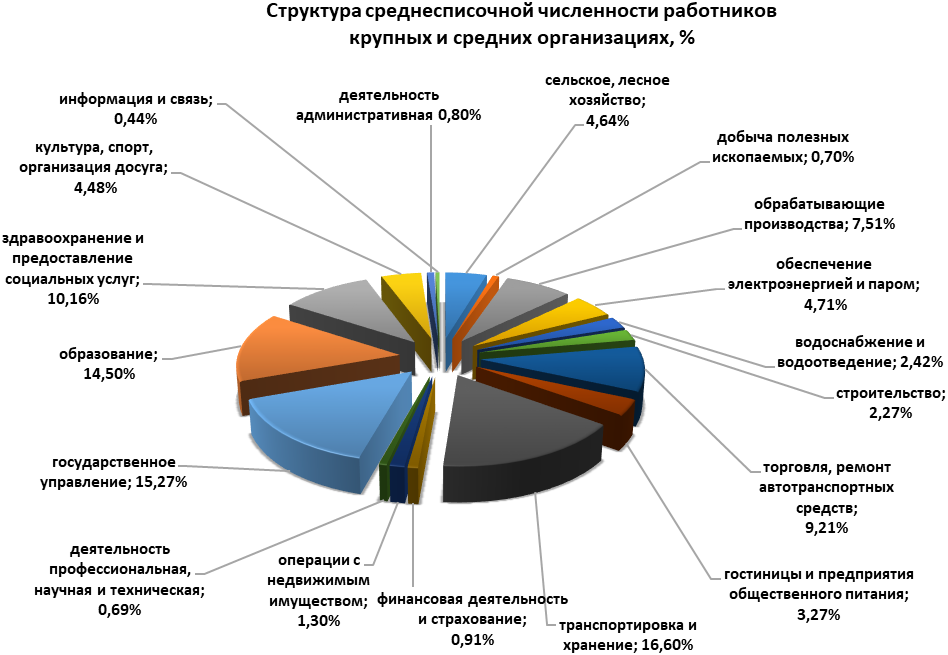 Структура среднесписочной численности работников
крупных и средних организациях, %
сельское, лесное
хозяйство;
4,64%
добыча полезных
ископаемых; 0,70%
обрабатывающие
производства; 7,51%
обеспечение
электроэнергией и паром;
4,71%
водоснабжение и
водоотведение; 2,42%
строительство;
2,27%
торговля, ремонт
автотранспортных
средств;
9,21%
гостиницы и предприятия
общественного питания;
3,27%
транспортировка и
хранение; 16,60%
финансовая деятельность
и страхование;
0,91%
операции с
недвижимым
имуществом;
1,30%
деятельность
профессиональная,
научная и техническая;
0,69%
государственное
управление; 15,27%
образование;
14,50%
здравоохранение и
предоставление
социальных услуг;
10,16%
культура, спорт,
организация досуга;
4,48%
информация и связь;
0,44%
деятельность
административная 0,80%